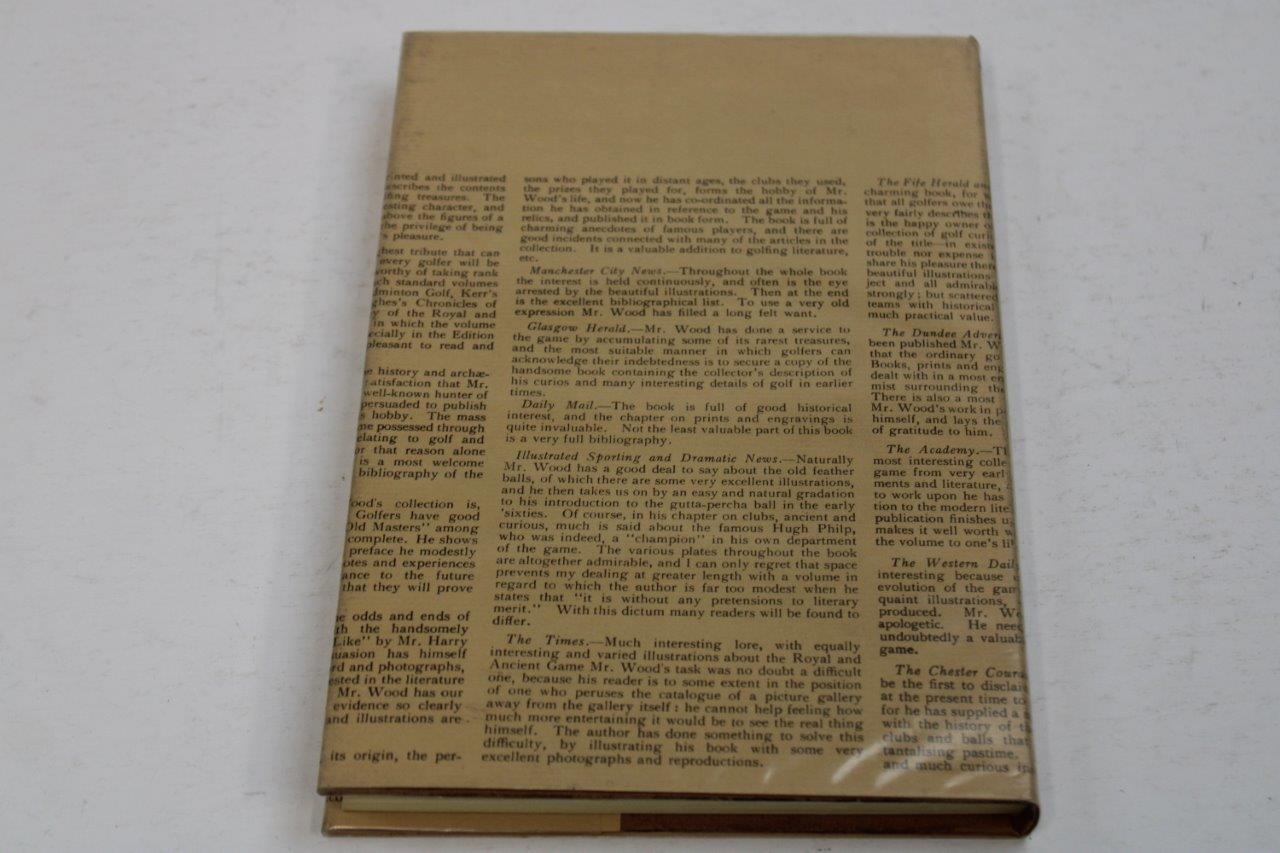 inted and illustrated
escribes the contents
fing treasures. The
esting character, and
above the figures of a
he privilege of being
's pleasure.
hest tribute that can
every golfer will be
worthy of taking rank
ch standard volumes
dminton Golf, Kerr's
ghes's Chronicles of
y of the Royal and
in which the volume
ecially in the Edition
pleasant to read and
e history and archæ-
atisfaction that Mr.
well-known hunter of
persuaded to publish
s hobby. The mass
ne possessed through
elating to golf and
or that reason alone
is a most welcome
bibliography of the
ood's collection is,
Golfers have good
Old Masters" among
complete. He shows
preface he modestly
otes and experiences
ance to the future
that they will prove
e odds and ends of
th the handsomely
Like" by Mr. Harry
uasion has himself
rd and photographs,
ested in the literature
Mr. Wood has our
evidence so clearly
and illustrations are
its origin, the per-
sons who played it in distant ages, the clubs they used,
the prizes they played for, forms the hobby of Mr.
Wood's life, and now he has co-ordinated all the informa-
tion he has obtained in reference to the game and his
relics, and published it in book form. The book is full of
charming anecdotes of famous players, and there are
good incidents connected with many of the articles in the
collection. It is a valuable addition to golfing literature,
etc.
Manchester City News.—Throughout the whole book
the interest is held continuously, and often is the eye
arrested by the beautiful illustrations. Then at the end
is the excellent bibliographical list. To use a very old
expression Mr. Wood has filled a long felt want.
Glasgow Herald.—Mr. Wood has done a service to
the game by accumulating some of its rarest treasures,
and the most suitable manner in which golfers can
acknowledge their indebtedness is to secure a copy of the
handsome book containing the collector's description of
his curios and many interesting details of golf in earlier
times.
Daily Mail.—The book is full of good historical
interest, and the chapter on prints and engravings is
quite invaluable. Not the least valuable part of this book
is a very full bibliography.
Illustrated Sporting and Dramatic News.—Naturally
Mr. Wood has a good deal to say about the old feather
balls, of which there are some very excellent illustrations,
and he then takes us on by an easy and natural gradation
to his introduction to the gutta-percha ball in the early
'sixties. Of course, in his chapter on clubs, ancient and
curious, much is said about the famous Hugh Philp,
who was indeed, a "champion" in his own department
of the game. The various plates throughout the book
are altogether admirable, and I can only regret that space
prevents my dealing at greater length with a volume in
regard to which the author is far too modest when he
states that "it is without any pretensions to literary
merit." With this dictum many readers will be found to
differ.
The Times.—Much interesting lore, with equally
interesting and varied illustrations about the Royal and
Ancient Game Mr. Wood's task was no doubt a difficult
one, because his reader is to some extent in the position
of one who peruses the catalogue of a picture gallery
away from the gallery itself: he cannot help feeling how
much more entertaining it would be to see the real thing
himself. The author has done something to solve this
difficulty, by illustrating his book with some very
excellent photographs and reproductions.
The Fife Herald an
charming book, for w
that all golfers owe th
very fairly describes th
is the happy owner o
collection of golf curi
of the title—in exist
trouble nor expense i
share his pleasure ther
beautiful illustrations
ject and all admirabl
strongly; but scattered
teams with historical
much practical value.
The Dundee Adver
been published Mr. W
that the ordinary go
Books, prints and eng
dealt with in a most en
mist surrounding th
There is also a most
Mr. Wood's work in p
himself, and lays the
of gratitude to him.
The Academy.—Th
most interesting colle
game from very earl
ments and literature,
to work upon he has
tion to the modern lite
publication finishes u
makes it well worth w
the volume to one's li
The Western Dail
interesting because
evolution of the gam
quaint illustrations,
produced. Mr. Wo
apologetic. He need
undoubtedly a valuab
game.
The Chester Coura
be the first to disclai
at the present time to
for he has supplied a
with the history of t
clubs and balls that
tantalising pastime.
and much curious in